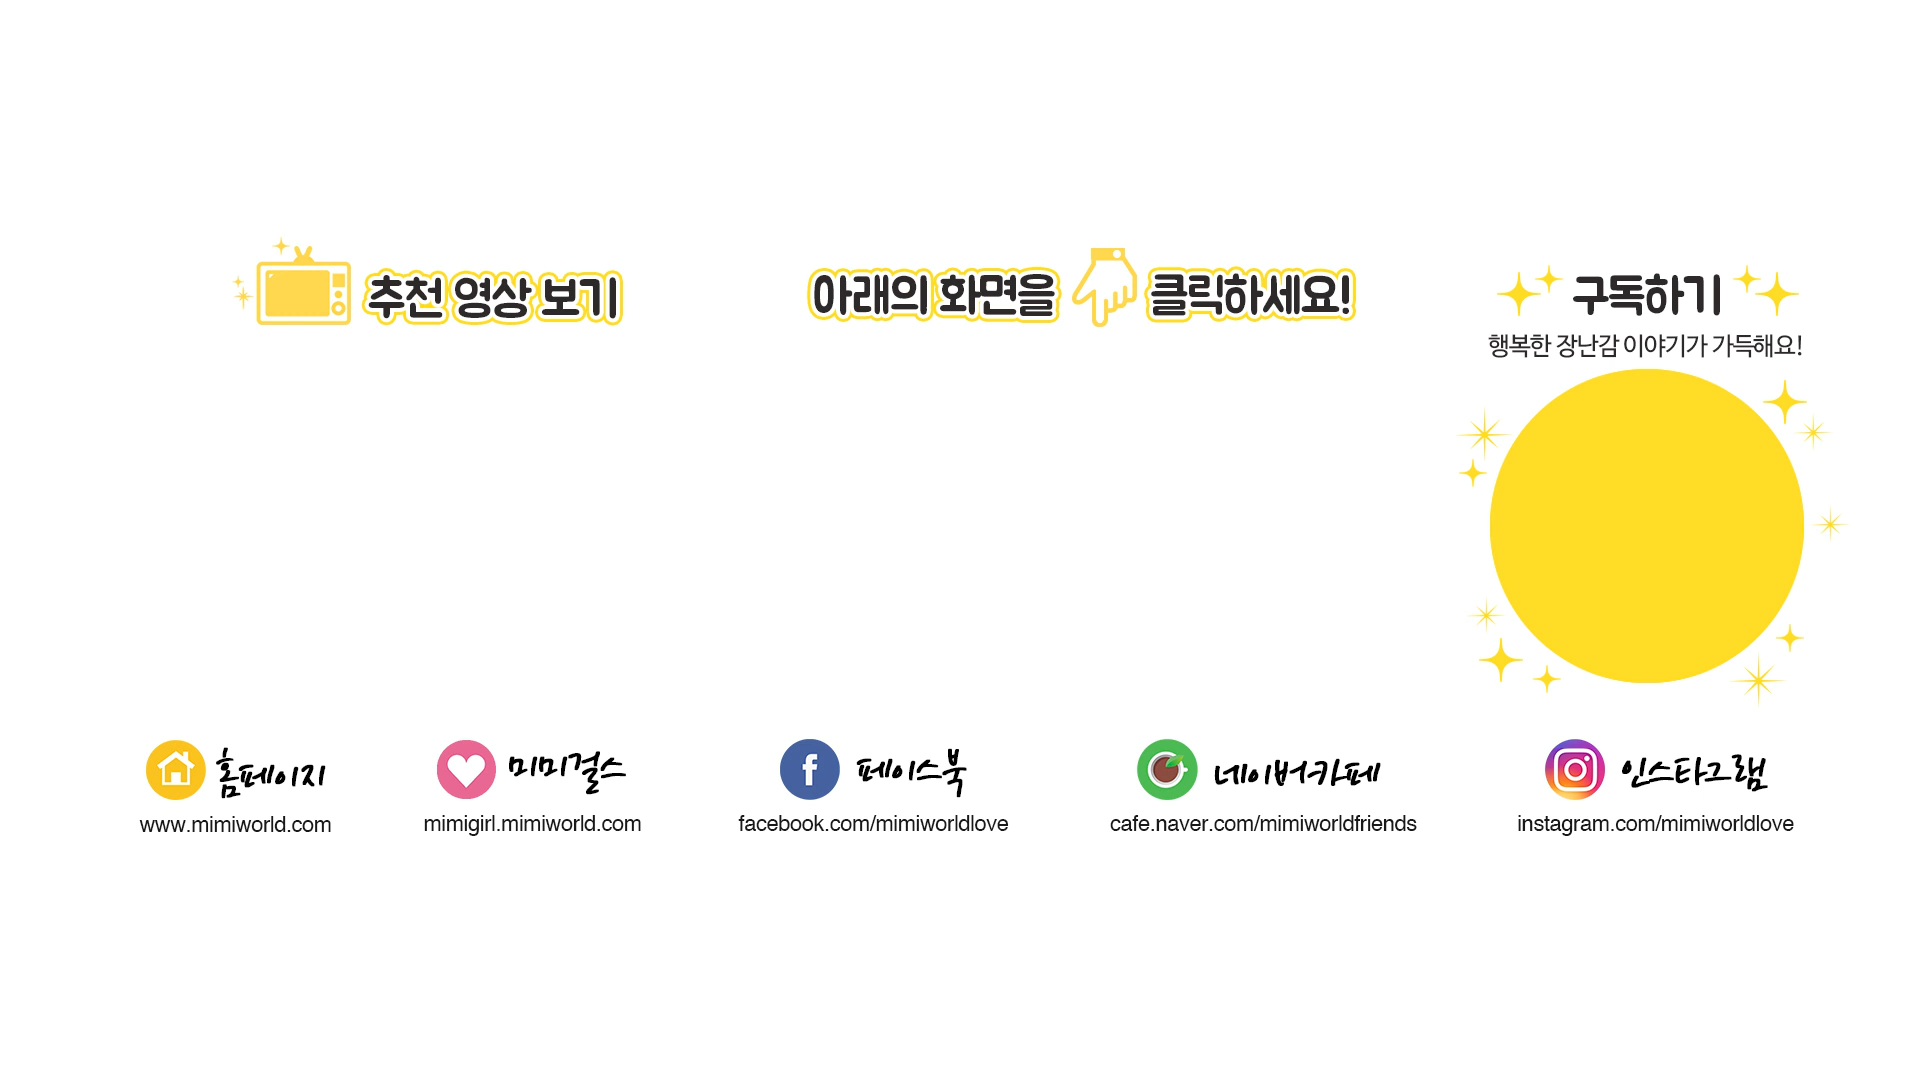 추천 영상 보기
아래의 화면을 클릭하세요!
구독하기
행복한 장난감 이야기가 가득해요!
홈페이지
www.mimiworld.com
미미걸스
mimigirl.mimiworld.com
페이스북
facebook.com/mimiworldlove
네이버카페
cafe.naver.com/mimiworldfriends
인스타그램
instagram.com/mimiworldlove